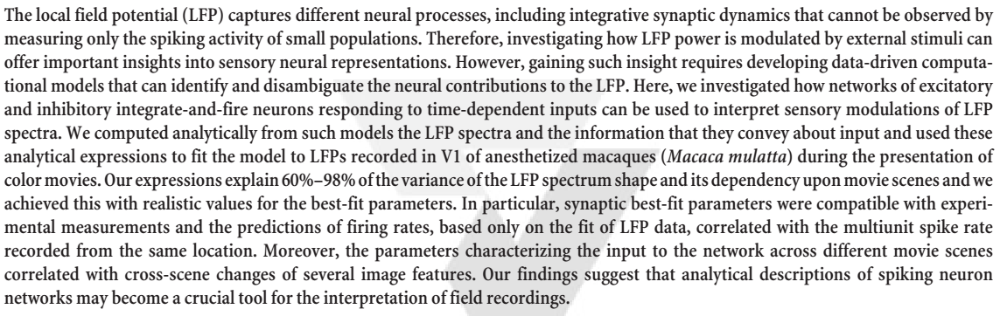 The local field potential (LFP) captures different neural processes, including integrative synaptic dynamics that cannot be observed by
measuring only the spiking activity of small populations. Therefore, investigating how LFP power is modulated by external stimuli can
offer important insights into sensory neural representations. However, gaining such insight requires developing data-driven computa-
tional models that can identify and disambiguate the neural contributions to the LFP. Here, we investigated how networks of excitatory
and inhibitory integrate-and-fire neurons responding to time-dependent inputs can be used to interpret sensory modulations of LFP
spectra. We computed analytically from such models the LFP spectra and the information that they convey about input and used these
analytical expressions to fit the model to LFPs recorded in V1 of anesthetized macaques (Macaca mulatta) during the presentation of
color movies. Our expressions explain 60%–98% of the variance of the LFP spectrum shape and its dependency upon movie scenes and we
achieved this with realistic values for the best-fit parameters. In particular, synaptic best-fit parameters were compatible with experi-
mental measurements and the predictions of firing rates, based only on the fit of LFP data, correlated with the multiunit spike rate
recorded from the same location. Moreover, the parameters characterizing the input to the network across different movie scenes
correlated with cross-scene changes of several image features. Our findings suggest that analytical descriptions of spiking neuron
networks may become a crucial tool for the interpretation of field recordings.